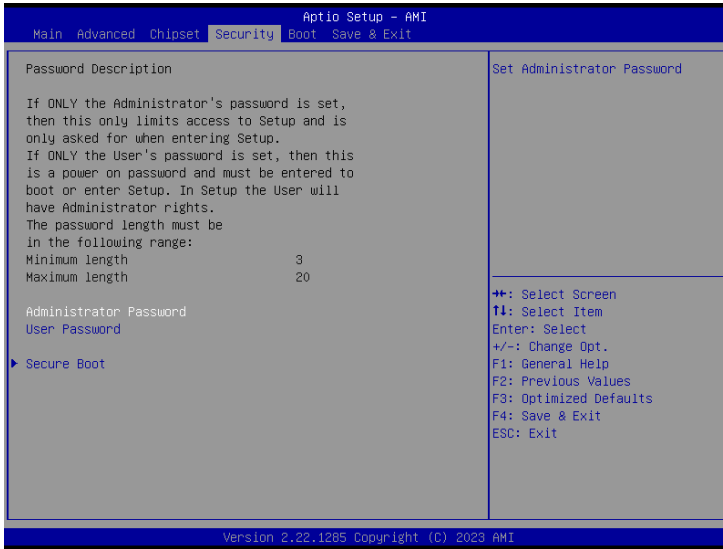 Aptio Setup – AMI
Main Advanced Chipset Security Boot Save & Exit
Password Description
If ONLY the Administrator's password is set,
then this only limits access to Setup and is
only asked for when entering Setup.
If ONLY the User's password is set, then this
is a power on password and must be entered to
boot or enter Setup. In Setup the User will
have Administrator rights.
The password length must be
in the following range:
Minimum length 3
Maximum length 20
Administrator Password
User Password
Secure Boot
Set Administrator Password
→←: Select Screen
↑↓: Select Item
Enter: Select
+/-: Change Opt.
F1: General Help
F2: Previous Values
F3: Optimized Defaults
F4: Save & Exit
ESC: Exit
Version 2.22.1285 Copyright (C) 2023 AMI